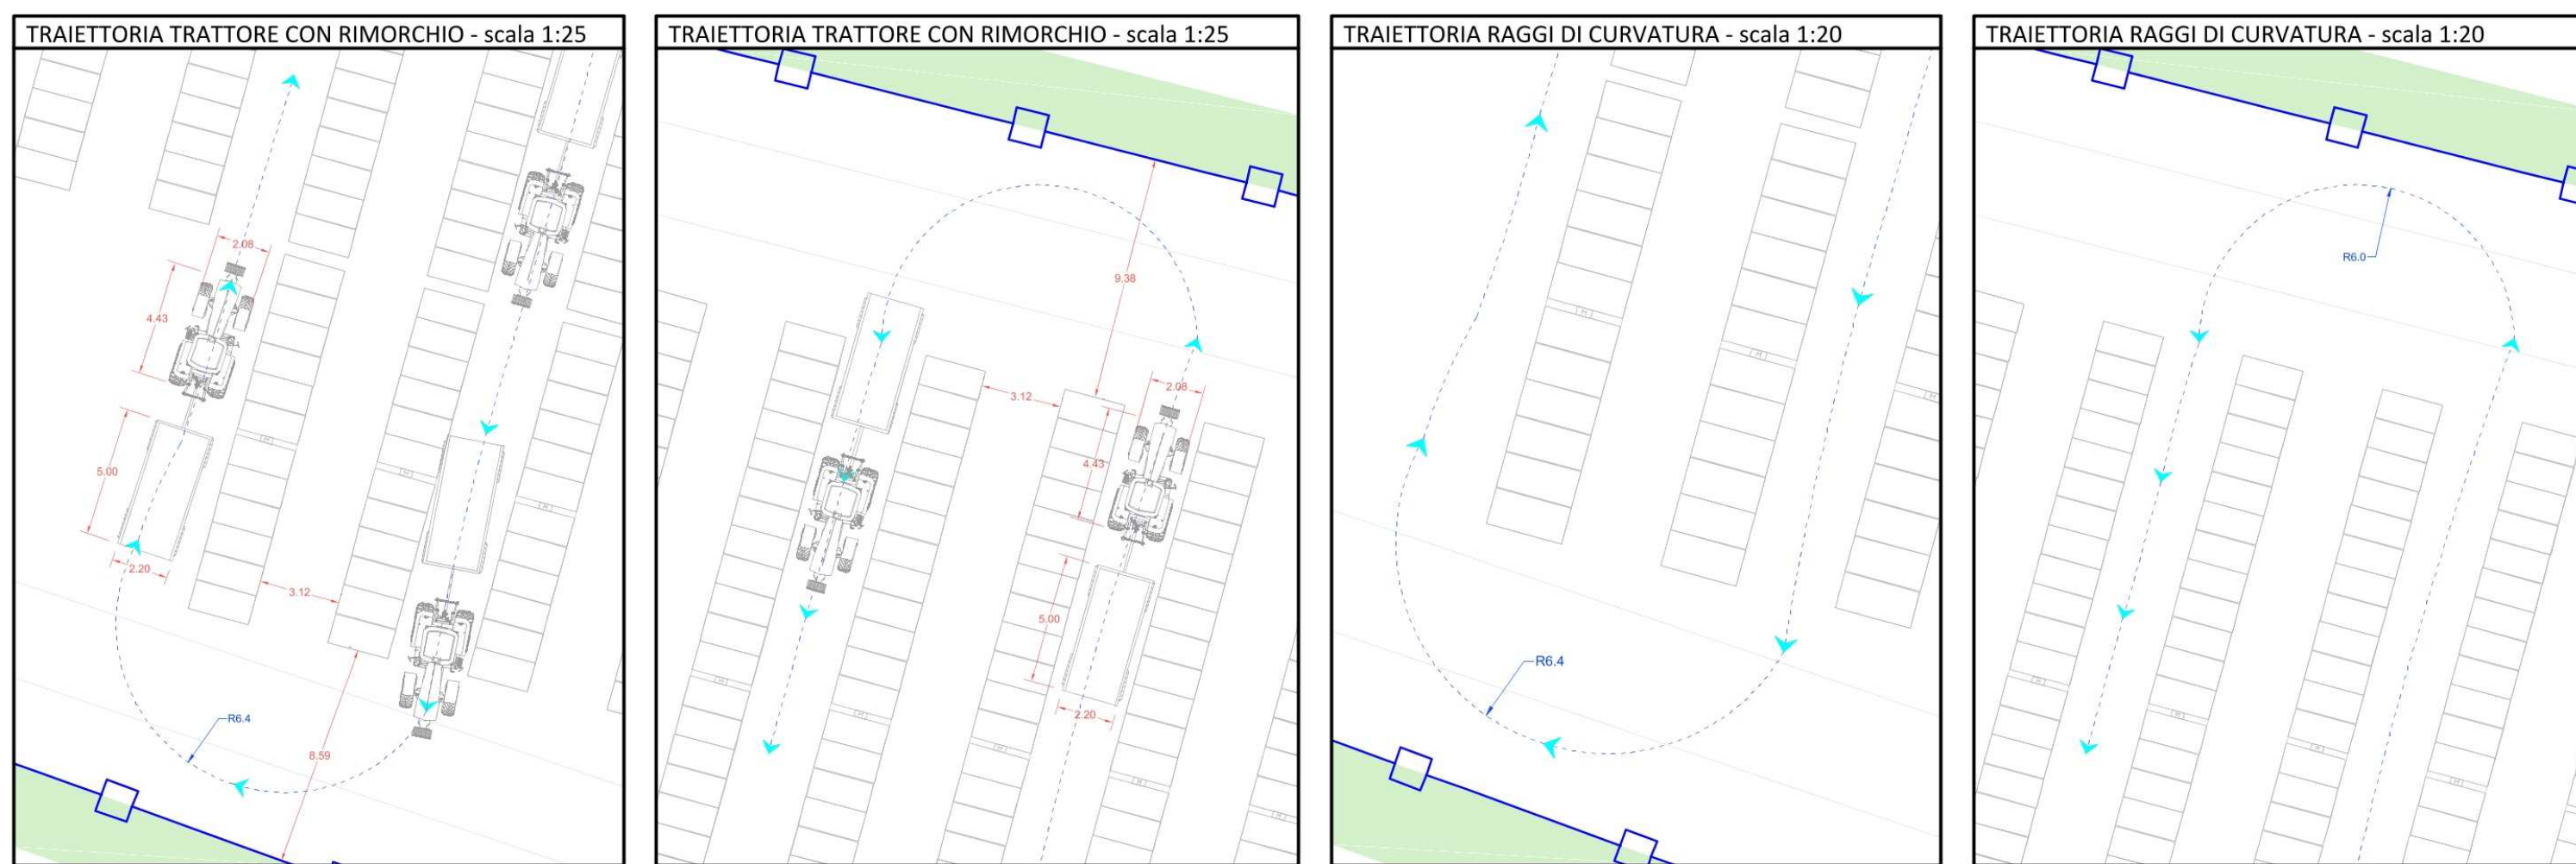 TRAIETTORIA TRATTORE CON RIMORCHIO - scala 1:25
2.08
4.43
5.00
2.20
3.12
R6.4
8.59
TRAIETTORIA TRATTORE CON RIMORCHIO - scala 1:25
9.38
3.12
2.08
4.43
5.00
2.20
TRAIETTORIA RAGGI DI CURVATURA - scala 1:20
R6.4
TRAIETTORIA RAGGI DI CURVATURA - scala 1:20
R6.0